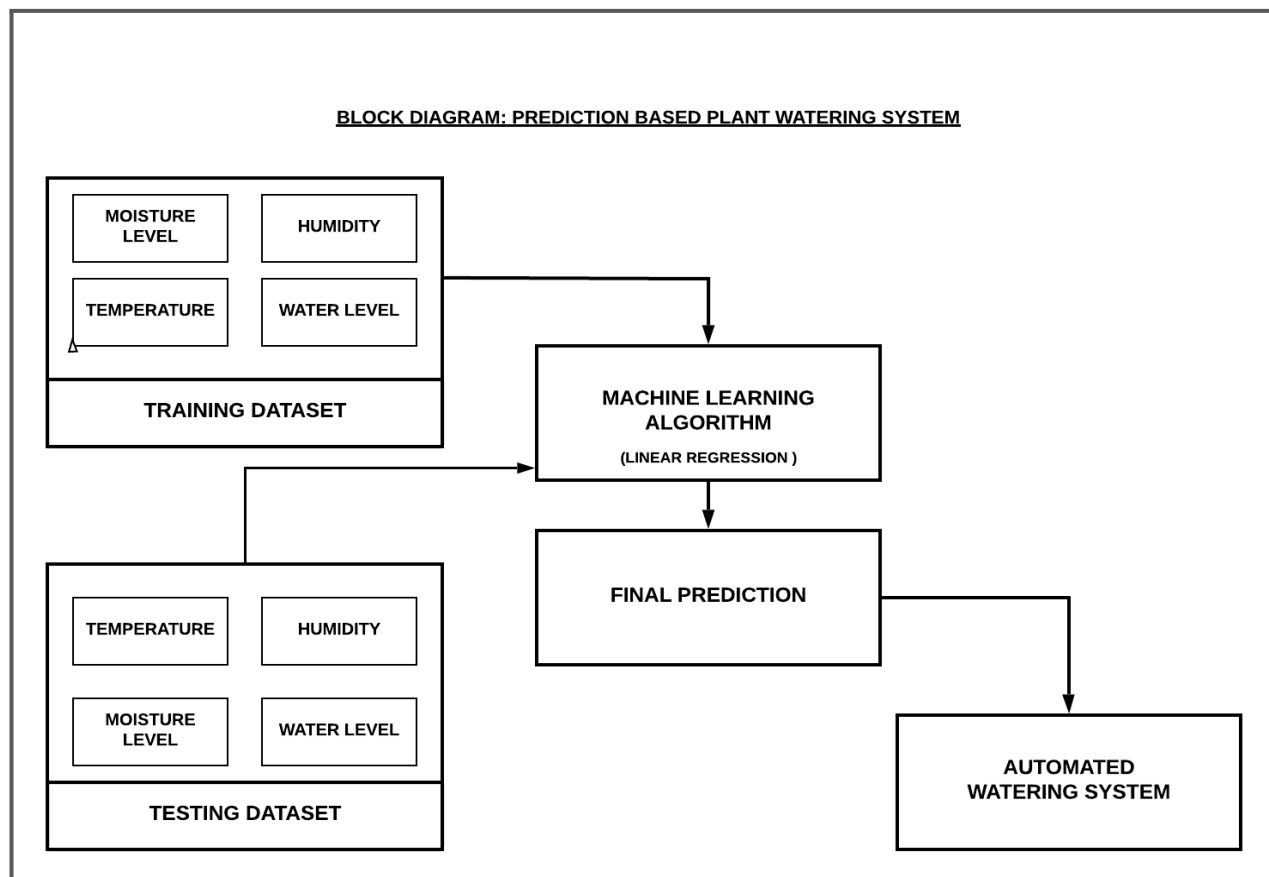 BLOCK DIAGRAM: PREDICTION BASED PLANT WATERING SYSTEM
MOISTURE
LEVEL
HUMIDITY
TEMPERATURE
WATER LEVEL
TRAINING DATASET
MACHINE LEARNING
ALGORITHM
(LINEAR REGRESSION )
FINAL PREDICTION
TEMPERATURE
HUMIDITY
MOISTURE
LEVEL
WATER LEVEL
TESTING DATASET
AUTOMATED
WATERING SYSTEM